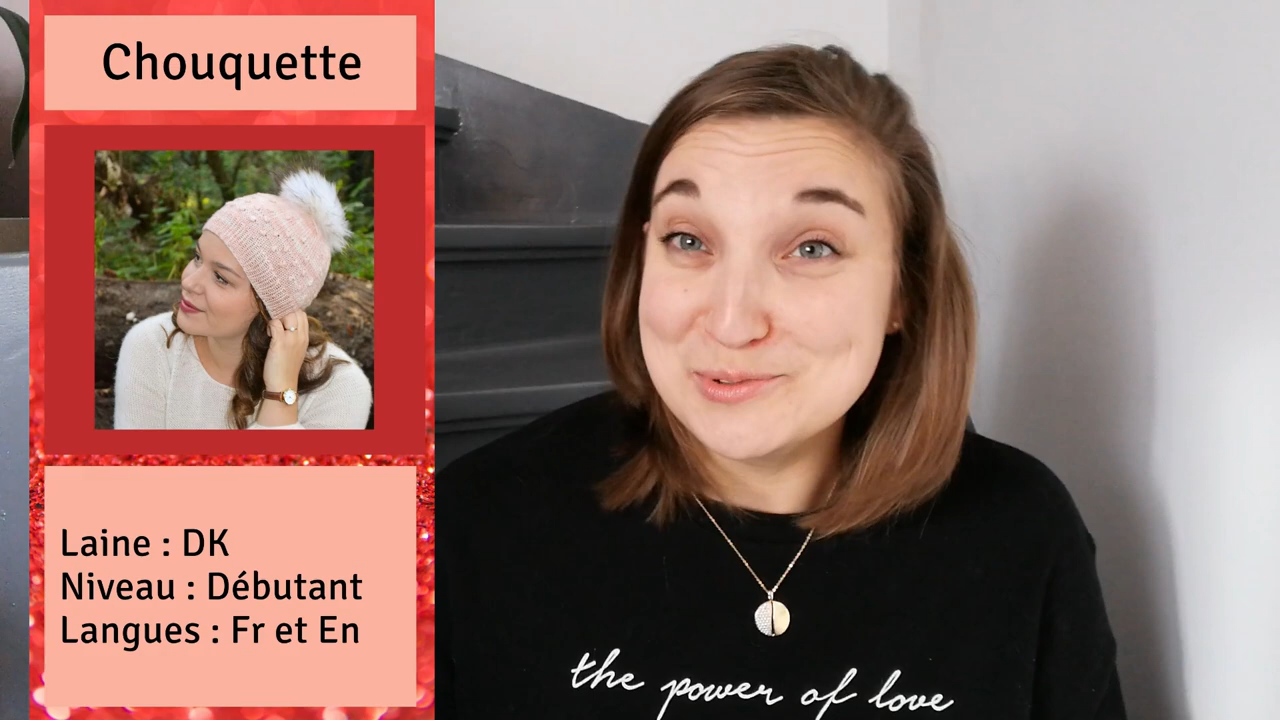 Chouquette
Laine : DK
Niveau : Débutant
Langues : Fr et En
the power of love